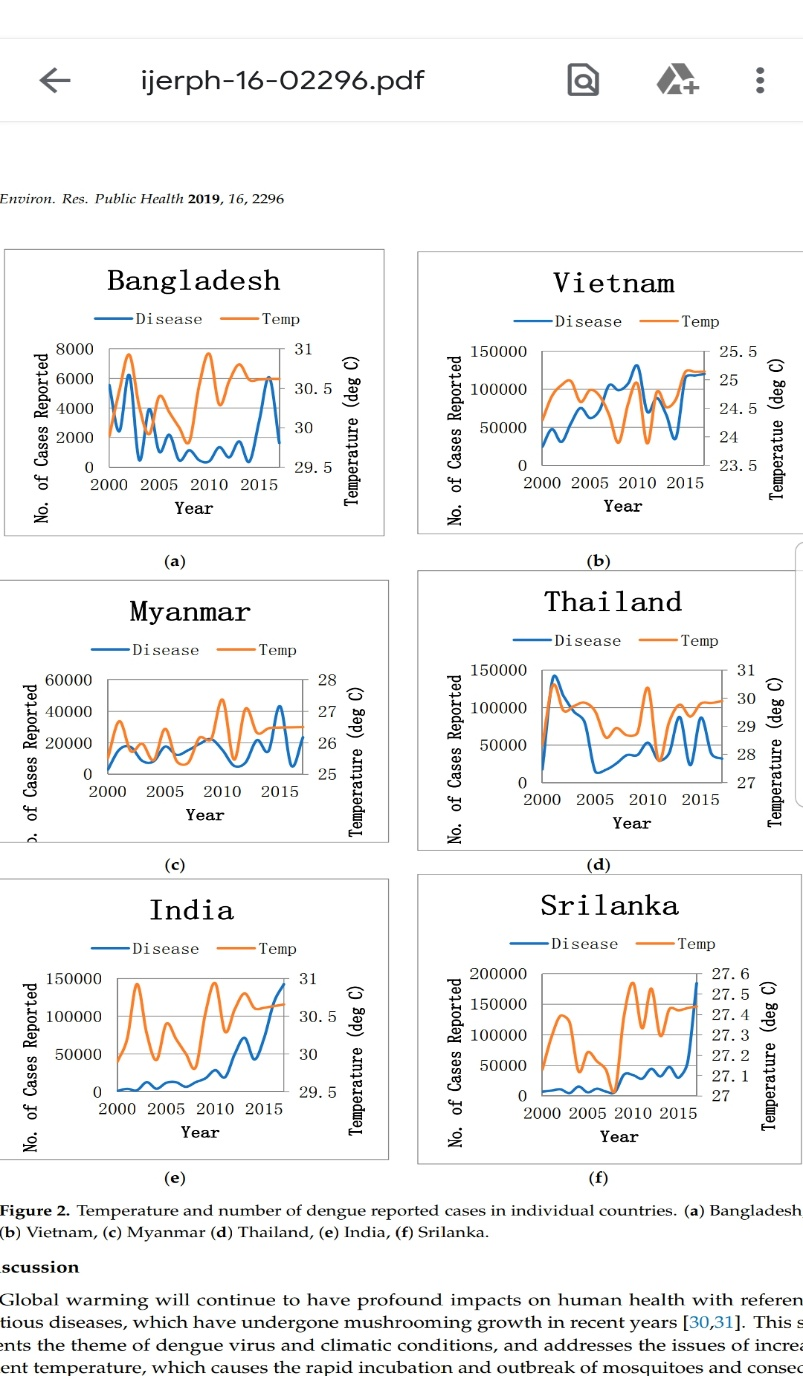 ijerph-16-02296.pdf
Environ. Res. Public Health 2019, 16, 2296
Bangladesh
Disease Temp
No. of Cases Reported
8000
6000
4000
2000
0
31
30.5
30
29.5
Temperature (deg C)
2000 2005 2010 2015
Year
(a)
Vietnam
Disease Temp
No. of Cases Reported
150000
100000
50000
0
25.5
25
24.5
24
23.5
Temperatue (deg C)
2000 2005 2010 2015
Year
(b)
Myanmar
Disease Temp
o. of Cases Reported
60000
40000
20000
0
28
27
26
25
Temperature (deg C)
2000 2005 2010 2015
Year
(c)
Thailand
Disease Temp
No. of Cases Reported
150000
100000
50000
0
31
30
29
28
27
Temperature (deg C)
2000 2005 2010 2015
Year
(d)
India
Disease Temp
No. of Cases Reported
150000
100000
50000
0
31
30.5
30
29.5
Temperature (deg C)
2000 2005 2010 2015
Year
(e)
Srilanka
Disease Temp
No. of Cases Reported
200000
150000
100000
50000
0
27.6
27.5
27.4
27.3
27.2
27.1
27
Temperature (deg C)
2000 2005 2010 2015
Year
(f)
Figure 2. Temperature and number of dengue reported cases in individual countries. (a) Bangladesh
(b) Vietnam, (c) Myanmar (d) Thailand, (e) India, (f) Srilanka.
iscussion
Global warming will continue to have profound impacts on human health with referen
tious diseases, which have undergone mushrooming growth in recent years [30,31]. This s
ents the theme of dengue virus and climatic conditions, and addresses the issues of increa
ent temperature, which causes the rapid incubation and outbreak of mosquitoes and consec